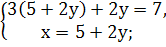 3(5 + 2y) + 2y = 7,
x = 5 + 2y;